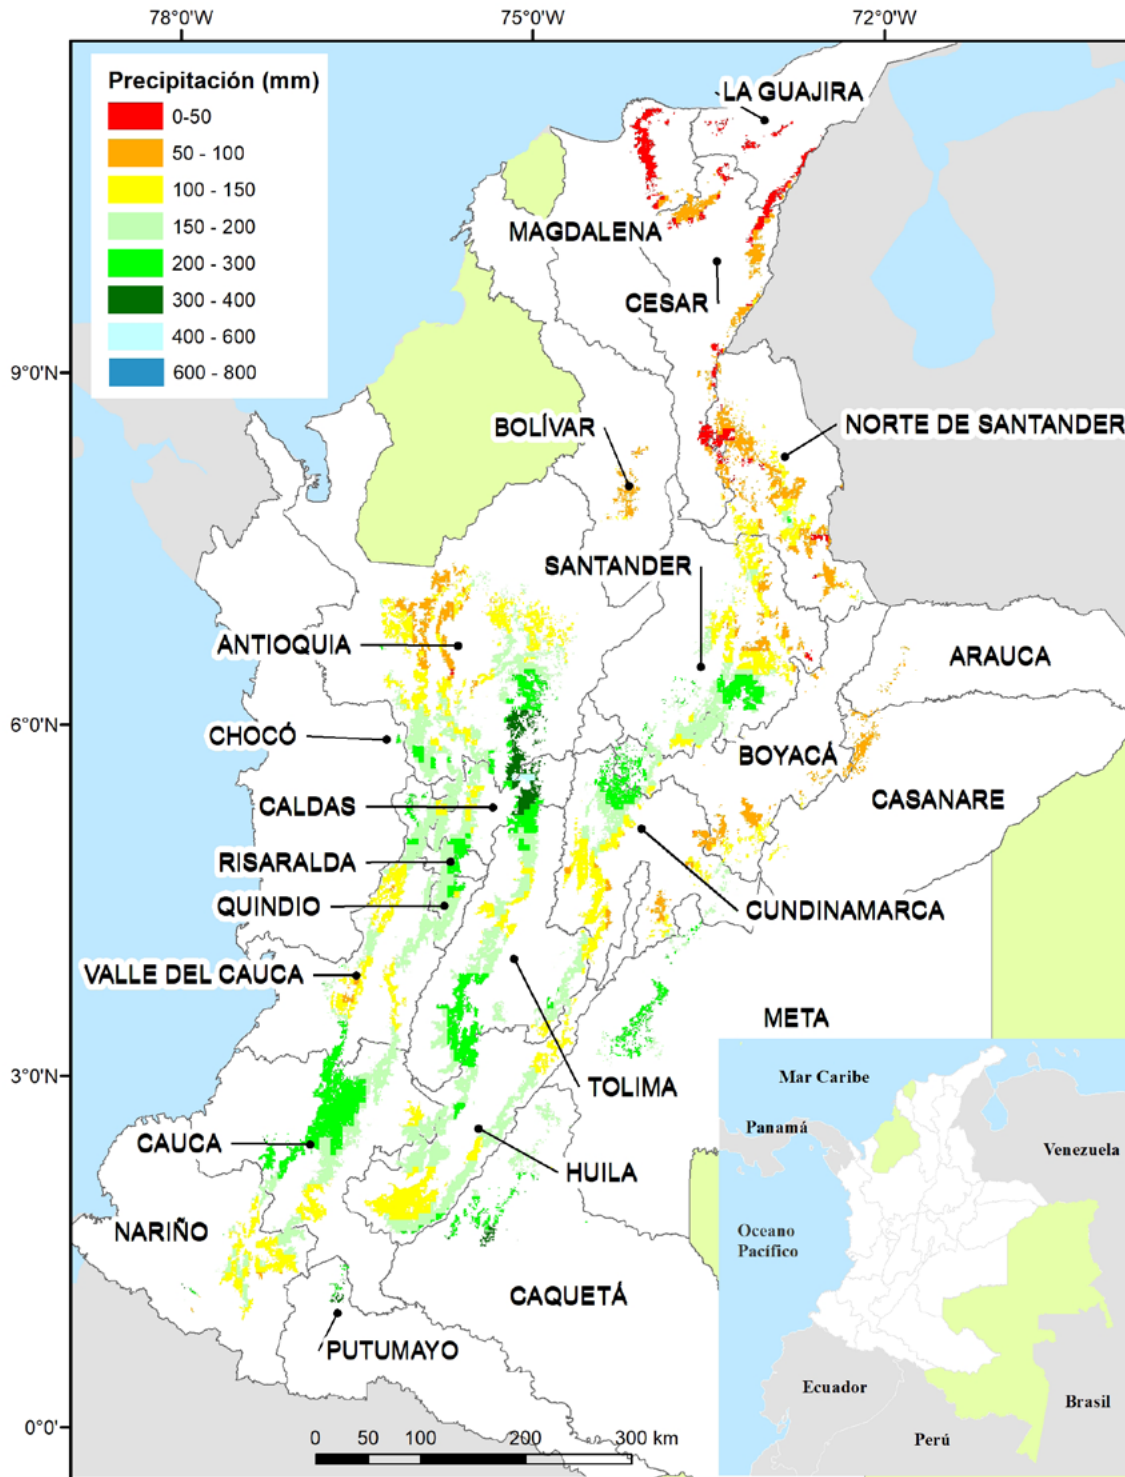 78°0'W 75°0'W 72°0'W
Precipitación (mm)
0-50
50 - 100
100 - 150
150 - 200
200 - 300
300 - 400
400 - 600
600 - 800
LA GUAJIRA
MAGDALENA
CESAR
9°0'N
BOLÍVAR
NORTE DE SANTANDER
SANTANDER
ANTIOQUIA
ARAUCA
6°0'N
CHOCÓ
BOYACÁ
CALDAS
CASANARE
RISARALDA
QUINDIO
CUNDINAMARCA
VALLE DEL CAUCA
META
3°0'N
TOLIMA
CAUCA
HUILA
NARIÑO
CAQUETÁ
PUTUMAYO
0°0'
0 50 100 200 300 km
Mar Caribe
Panamá
Venezuela
Oceano
Pacífico
Ecuador
Brasil
Perú